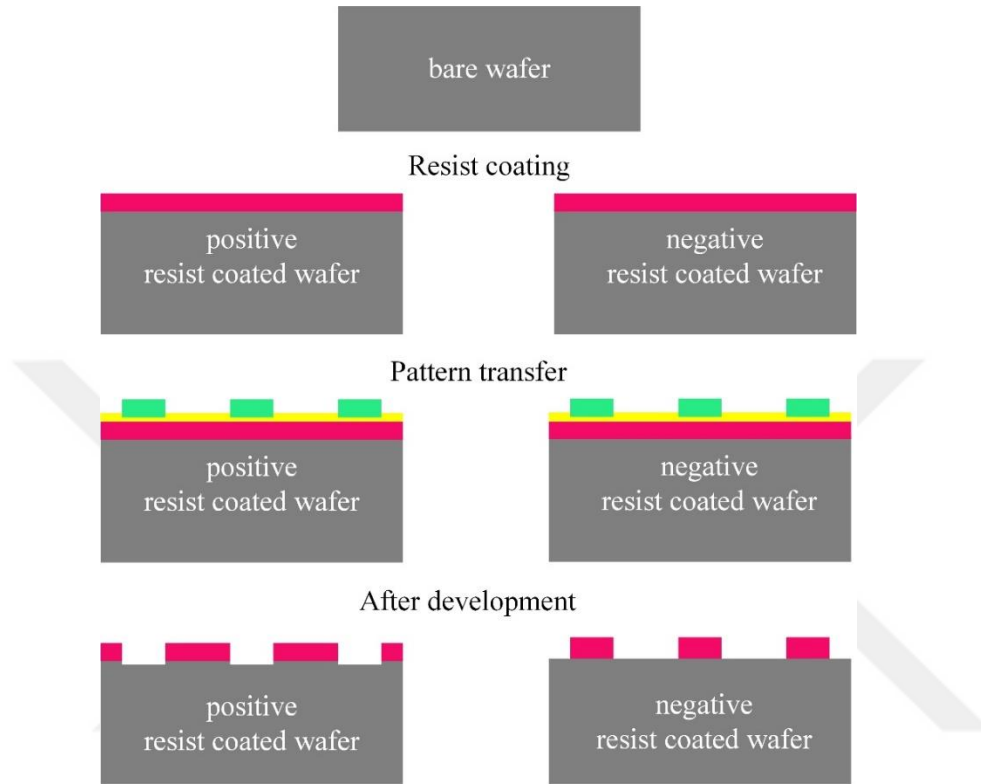 bare wafer
Resist coating
positive
resist coated wafer
negative
resist coated wafer
Pattern transfer
positive
resist coated wafer
negative
resist coated wafer
After development
positive
resist coated wafer
negative
resist coated wafer